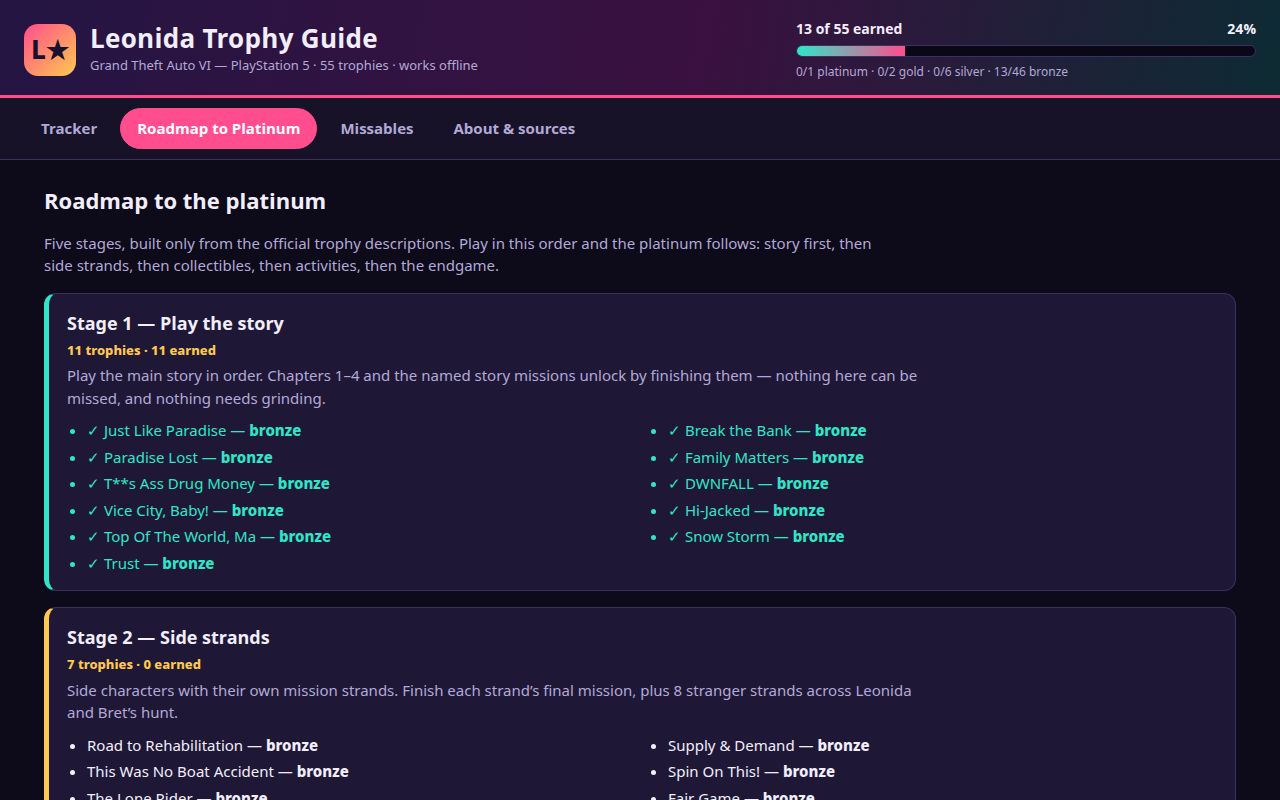 L★
Leonida Trophy Guide
Grand Theft Auto VI — PlayStation 5 · 55 trophies · works offline
13 of 55 earned
24%
0/1 platinum · 0/2 gold · 0/6 silver · 13/46 bronze
Tracker
Roadmap to Platinum
Missables
About & sources
Roadmap to the platinum
Five stages, built only from the official trophy descriptions. Play in this order and the platinum follows: story first, then
side strands, then collectibles, then activities, then the endgame.
Stage 1 — Play the story
11 trophies · 11 earned
Play the main story in order. Chapters 1–4 and the named story missions unlock by finishing them — nothing here can be
missed, and nothing needs grinding.
• ✓ Just Like Paradise — bronze
• ✓ Paradise Lost — bronze
• ✓ T**s Ass Drug Money — bronze
• ✓ Vice City, Baby! — bronze
• ✓ Top Of The World, Ma — bronze
• ✓ Trust — bronze
• ✓ Break the Bank — bronze
• ✓ Family Matters — bronze
• ✓ DWNFALL — bronze
• ✓ Hi-Jacked — bronze
• ✓ Snow Storm — bronze
Stage 2 — Side strands
7 trophies · 0 earned
Side characters with their own mission strands. Finish each strand’s final mission, plus 8 stranger strands across Leonida
and Bret’s hunt.
• Road to Rehabilitation — bronze
• This Was No Boat Accident — bronze
• The Lone Rider — bronze
• Supply & Demand — bronze
• Spin On This! — bronze
• Fair Game — bronze